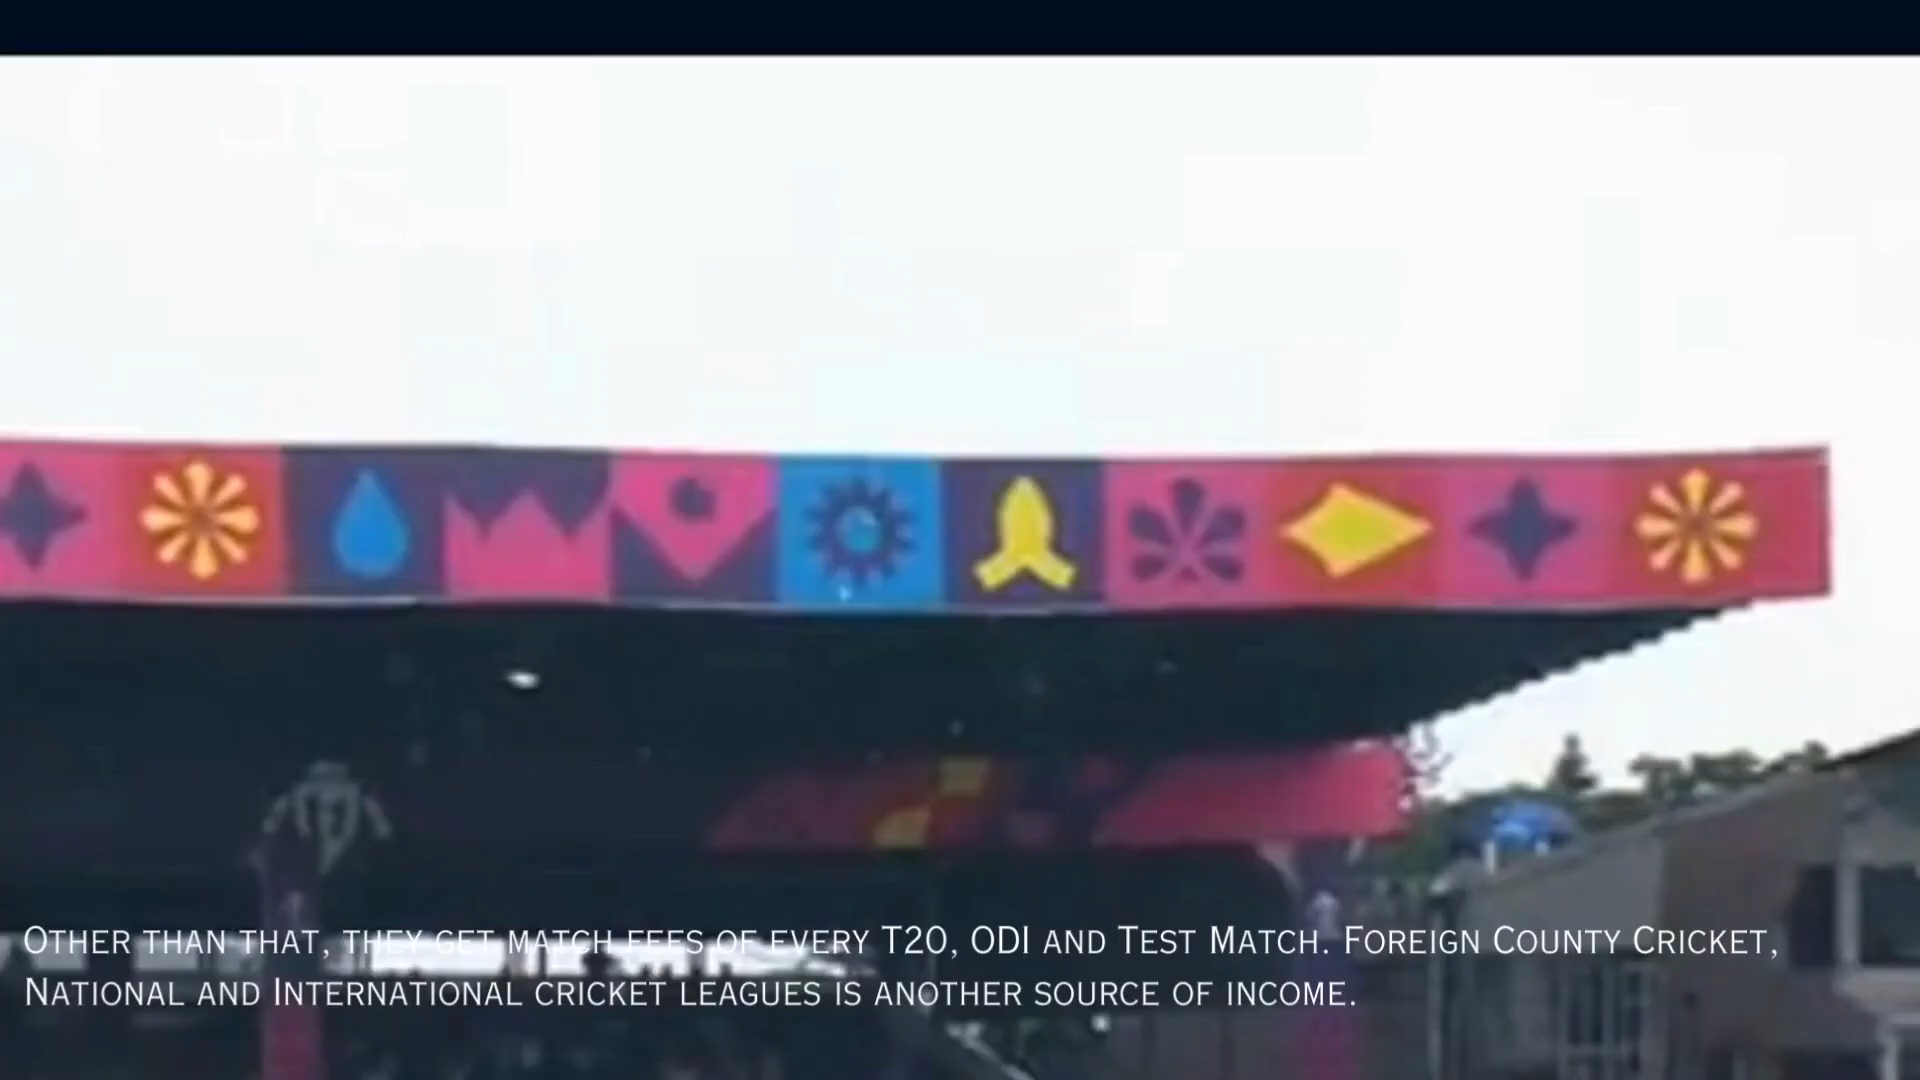 Other than that, they get match fees of every T20, ODI and Test Match. Foreign County Cricket,
National and International cricket leagues is another source of income.